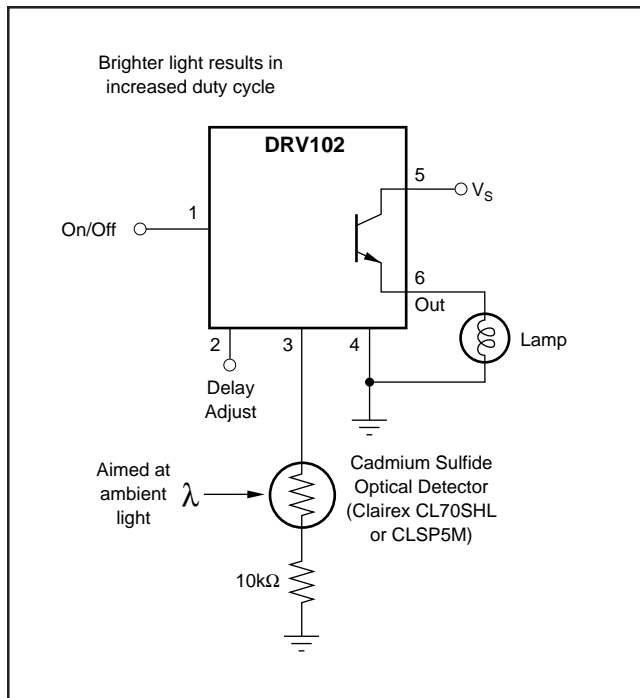 Brighter light results in
increased duty cycle
DRV102
On/Off
1
5
V_S
6
Out
Lamp
2
3
4
Delay
Adjust
Aimed at
ambient
light
λ
Cadmium Sulfide
Optical Detector
(Clairex CL70SHL
or CLSP5M)
10kΩ